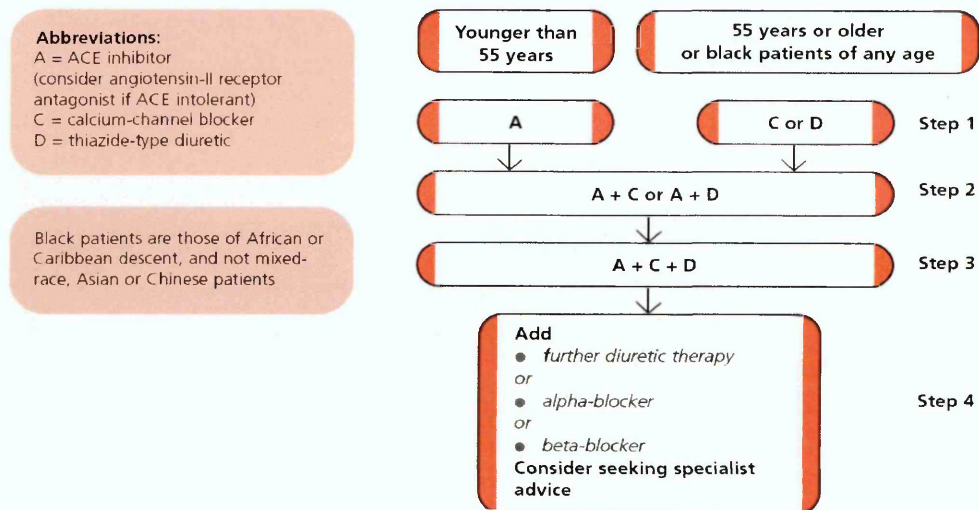 Abbreviations:
A = ACE inhibitor
(consider angiotensin-II receptor
antagonist if ACE intolerant)
C = calcium-channel blocker
D = thiazide-type diuretic
Black patients are those of African or
Caribbean descent, and not mixed-
race, Asian or Chinese patients
Younger than
55 years
55 years or older
or black patients of any age
A
C or D
Step 1
A + C or A + D
Step 2
A + C + D
Step 3
Add
• further diuretic therapy
or
• alpha-blocker
or
• beta-blocker
Consider seeking specialist
advice
Step 4